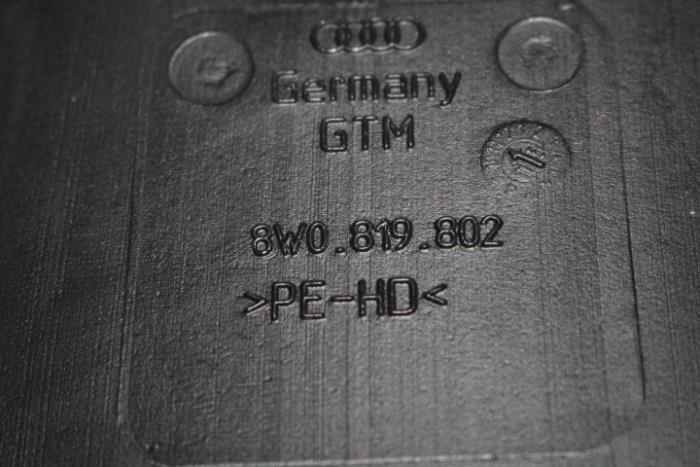 Germany
GTM
8W0.819.802
>PE-HD<